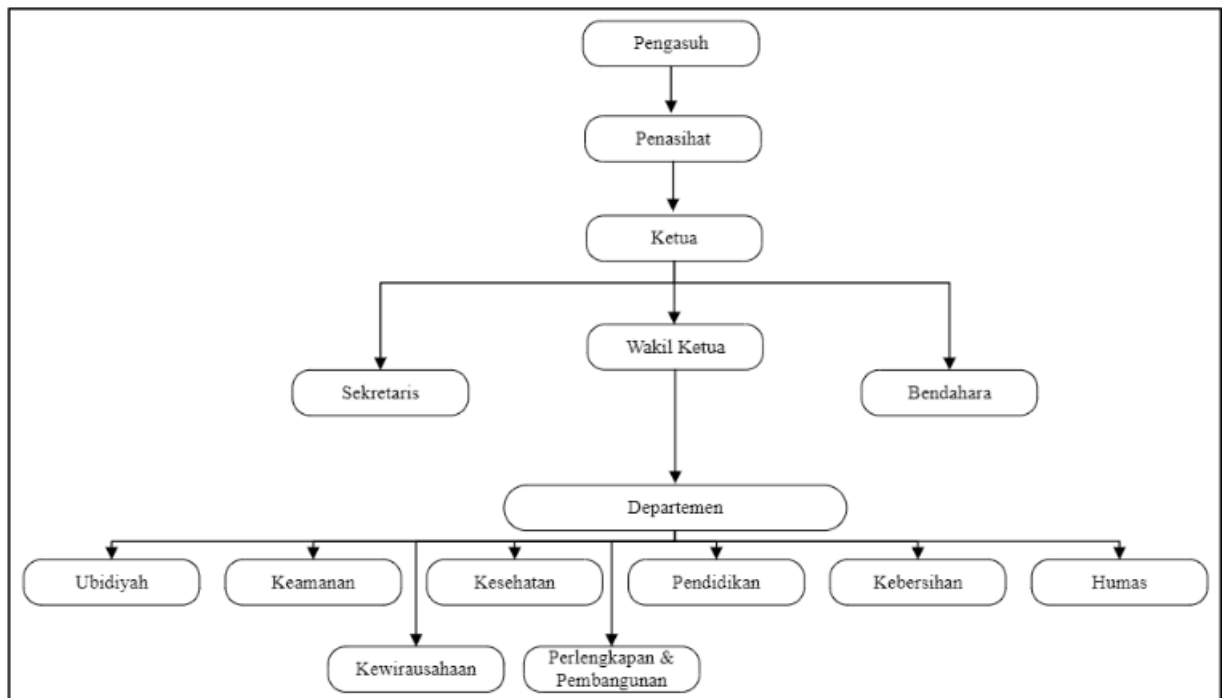 Pengasuh
Penasihat
Ketua
Wakil Ketua
Sekretaris
Bendahara
Departemen
Ubidiyah
Keamanan
Kesehatan
Pendidikan
Kebersihan
Humas
Kewirausahaan
Perlengkapan &
Pembangunan